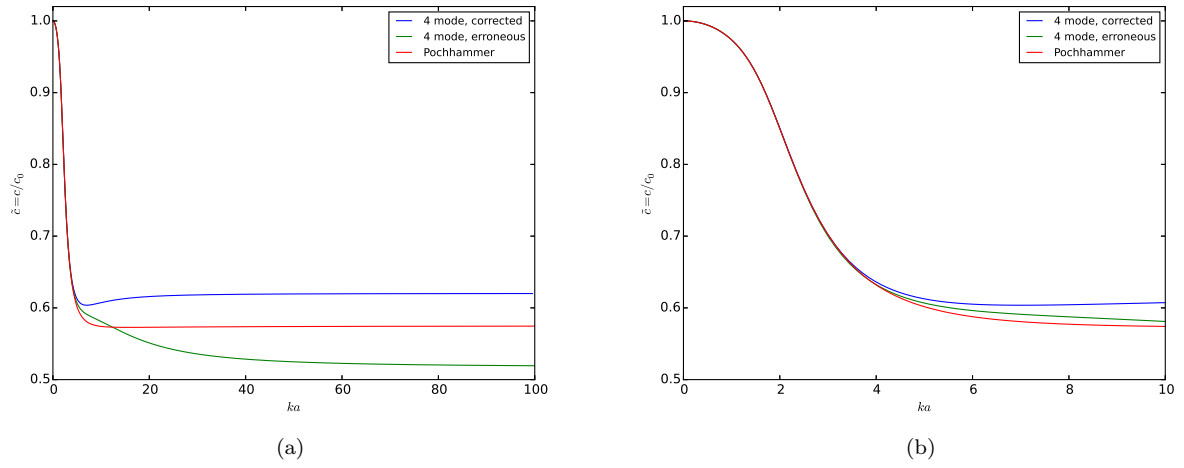 1.0
0.9
0.8
0.7
0.6
0.5
c̃ = c/c₀
0
20
40
60
80
100
ka
4 mode, corrected
4 mode, erroneous
Pochhammer
(a)
1.0
0.9
0.8
0.7
0.6
0.5
c̃ = c/c₀
0
2
4
6
8
10
ka
4 mode, corrected
4 mode, erroneous
Pochhammer
(b)